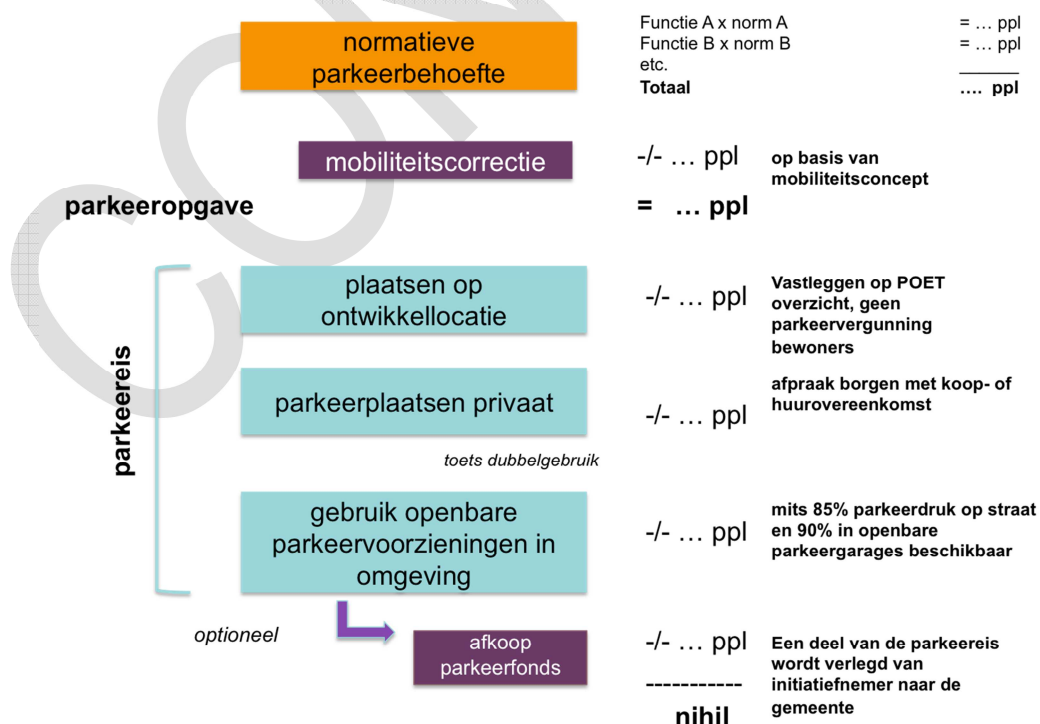 normatieve
parkeerbehoefte
Functie A x norm A = … ppl
Functie B x norm B = … ppl
etc. ______
Totaal …. ppl
mobiliteitscorrectie
-/- … ppl
op basis van
mobiliteitsconcept
parkeeropgave
= … ppl
parkeereis
plaatsen op
ontwikkellocatie
-/- … ppl
Vastleggen op POET
overzicht, geen
parkeervergunning
bewoners
parkeerplaatsen privaat
-/- … ppl
afpraak borgen met koop- of
huurovereenkomst
toets dubbelgebruik
gebruik openbare
parkeervoorzieningen in
omgeving
-/- … ppl
mits 85% parkeerdruk op straat
en 90% in openbare
parkeergarages beschikbaar
optioneel
afkoop
parkeerfonds
-/- … ppl
-----------
nihil
Een deel van de parkeereis
wordt verlegd van
initiatiefnemer naar de
gemeente